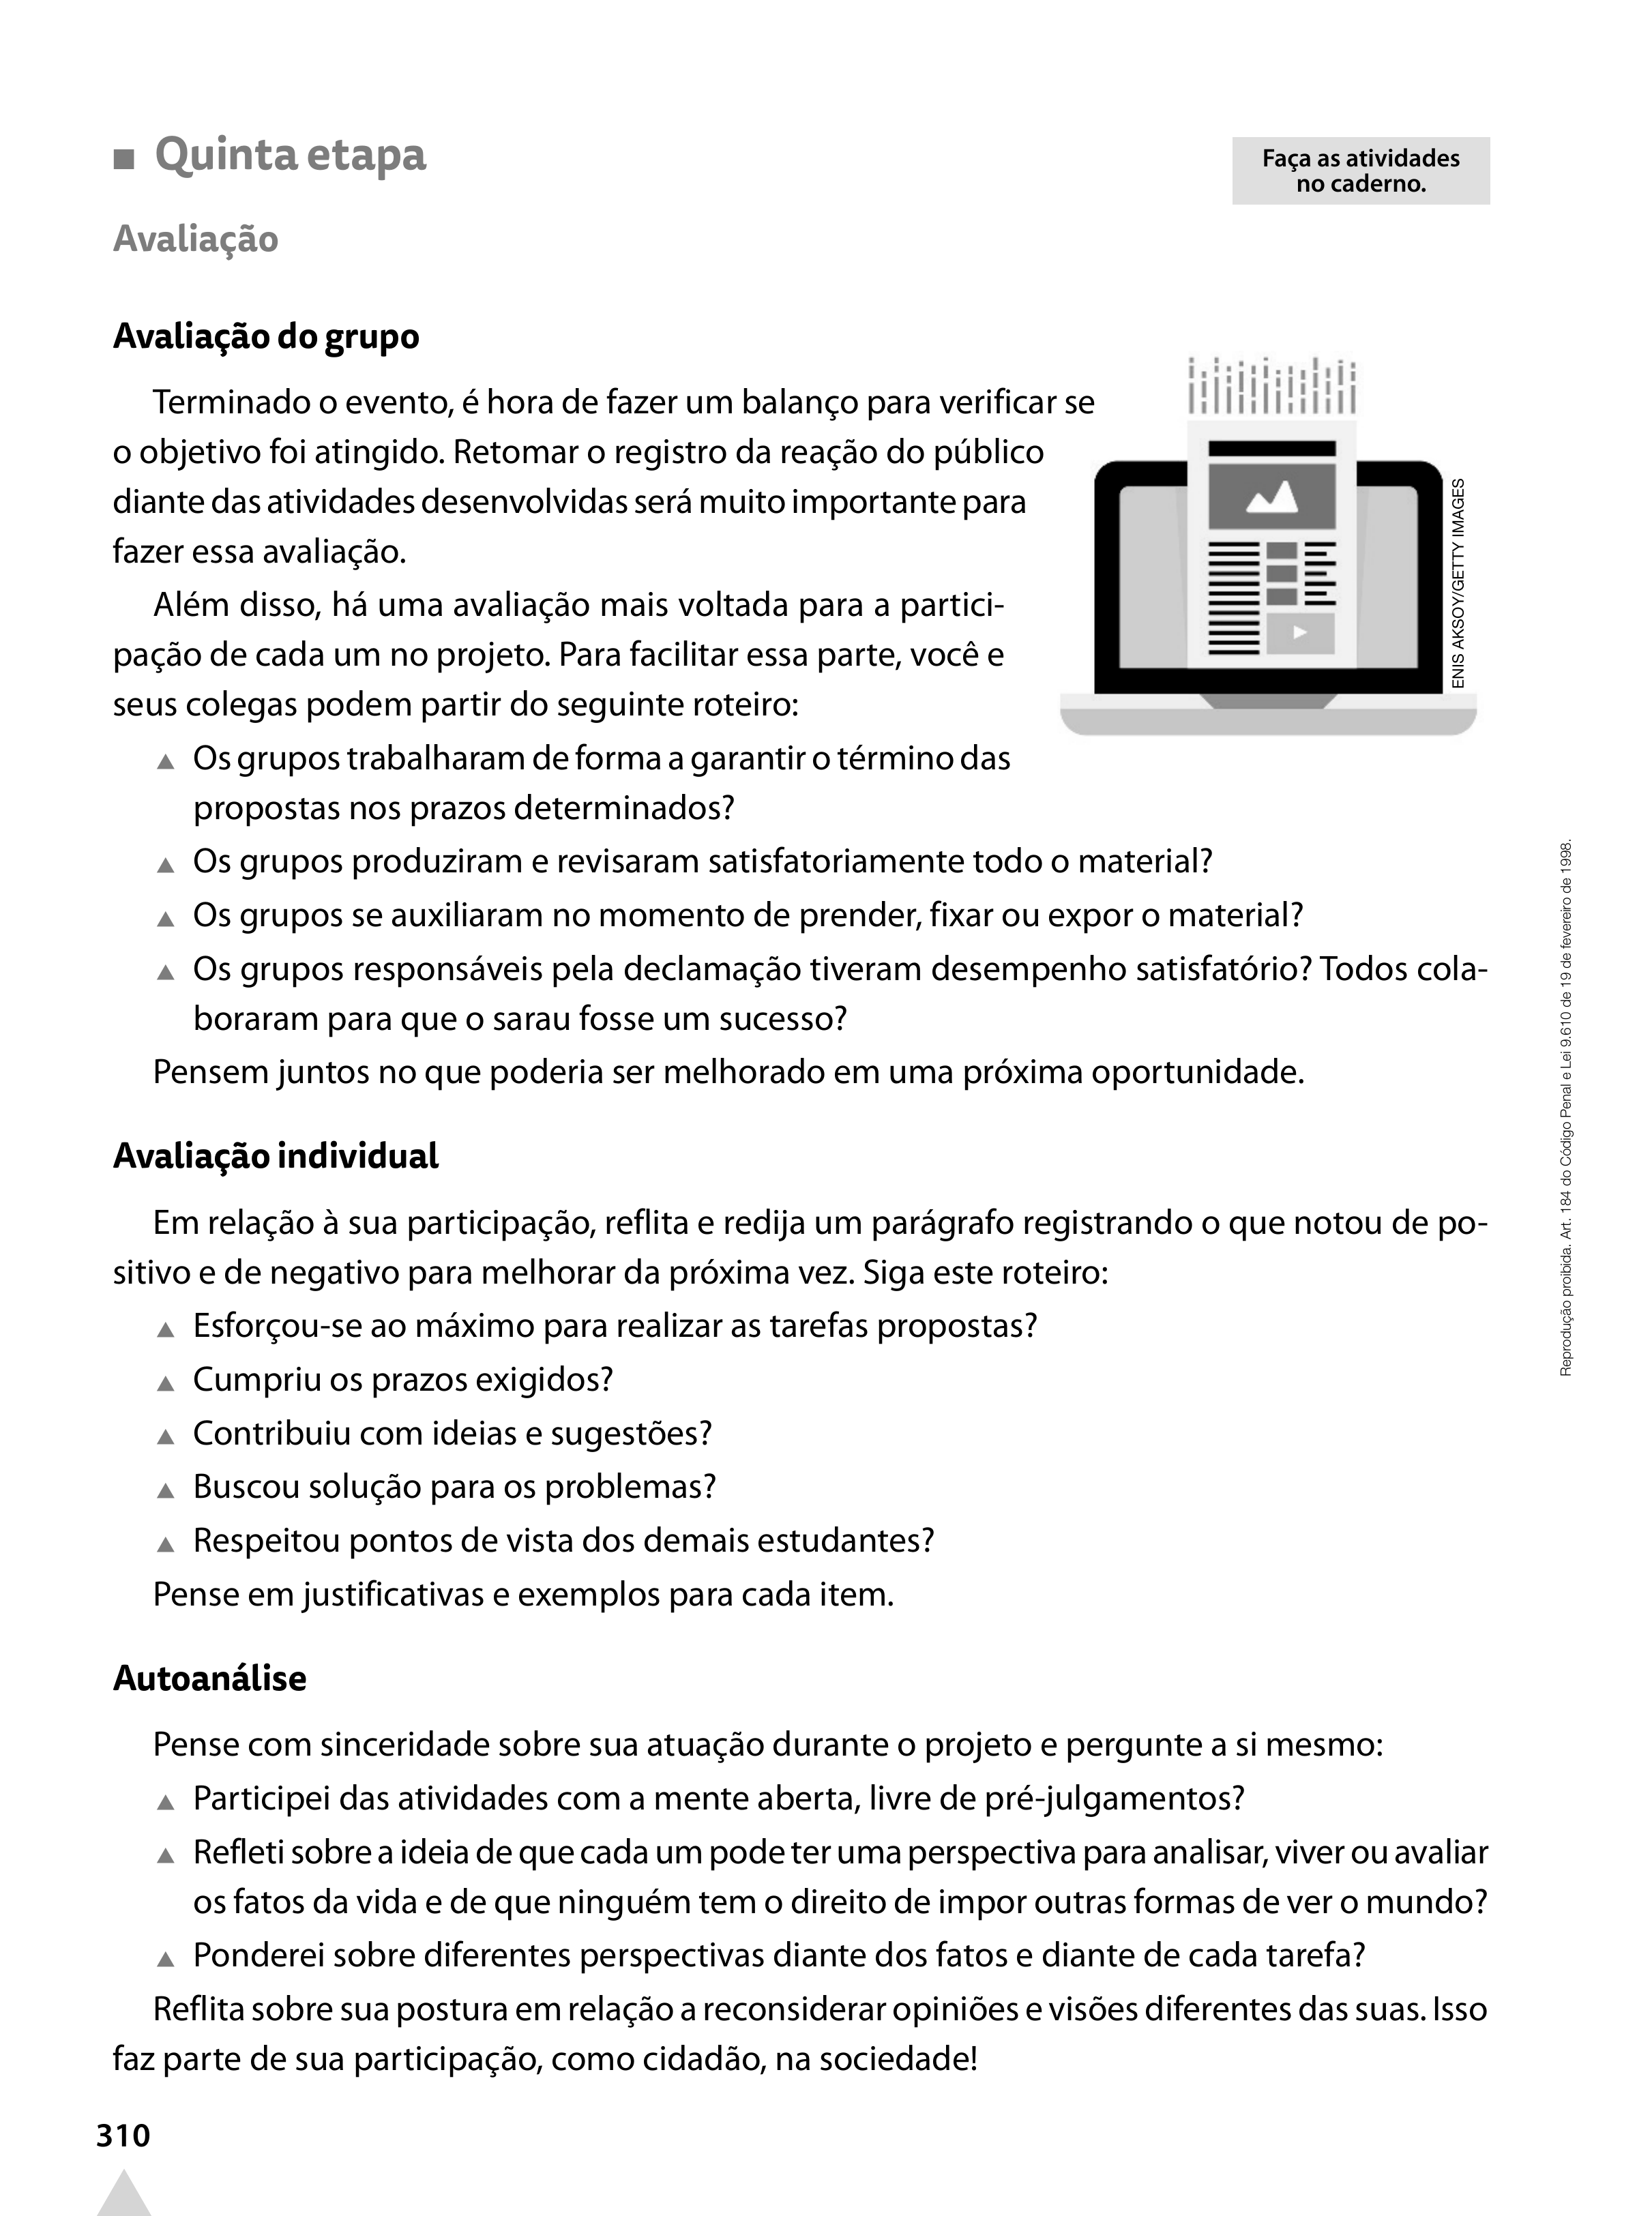 Quinta etapa
Faça as atividades
no caderno.
Avaliação
Avaliação do grupo
Terminado o evento, é hora de fazer um balanço para verificar se
o objetivo foi atingido. Retomar o registro da reação do público
diante das atividades desenvolvidas será muito importante para
fazer essa avaliação.
Além disso, há uma avaliação mais voltada para a partici-
pação de cada um no projeto. Para facilitar essa parte, você e
seus colegas podem partir do seguinte roteiro:
ENIS AKSOY/GETTY IMAGES
▲ Os grupos trabalharam de forma a garantir o término das
propostas nos prazos determinados?
▲ Os grupos produziram e revisaram satisfatoriamente todo o material?
▲ Os grupos se auxiliaram no momento de prender, fixar ou expor o material?
▲ Os grupos responsáveis pela declamação tiveram desempenho satisfatório? Todos cola-
boraram para que o sarau fosse um sucesso?
Pensem juntos no que poderia ser melhorado em uma próxima oportunidade.
Avaliação individual
Em relação à sua participação, reflita e redija um parágrafo registrando o que notou de po-
sitivo e de negativo para melhorar da próxima vez. Siga este roteiro:
▲ Esforçou-se ao máximo para realizar as tarefas propostas?
▲ Cumpriu os prazos exigidos?
▲ Contribuiu com ideias e sugestões?
▲ Buscou solução para os problemas?
▲ Respeitou pontos de vista dos demais estudantes?
Pense em justificativas e exemplos para cada item.
Autoanálise
Pense com sinceridade sobre sua atuação durante o projeto e pergunte a si mesmo:
▲ Participei das atividades com a mente aberta, livre de pré-julgamentos?
▲ Refleti sobre a ideia de que cada um pode ter uma perspectiva para analisar, viver ou avaliar
os fatos da vida e de que ninguém tem o direito de impor outras formas de ver o mundo?
▲ Ponderei sobre diferentes perspectivas diante dos fatos e diante de cada tarefa?
Reflita sobre sua postura em relação a reconsiderar opiniões e visões diferentes das suas. Isso
faz parte de sua participação, como cidadão, na sociedade!
Reprodução proibida. Art. 184 do Código Penal e Lei 9.610 de 19 de fevereiro de 1998.
310